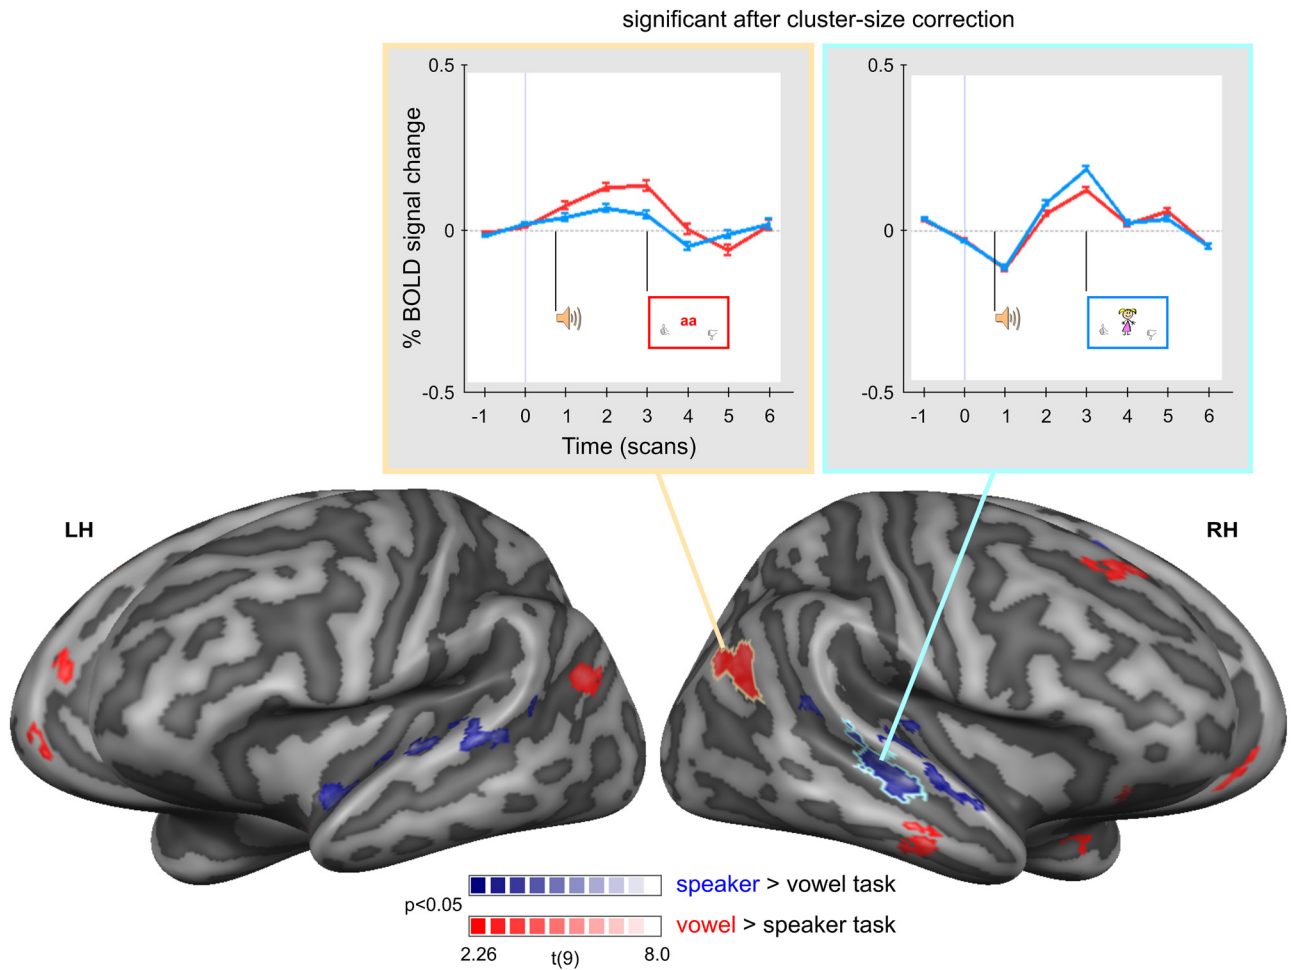 significant after cluster-size correction
% BOLD signal change
0.5
0
-0.5
aa
-1 0 1 2 3 4 5 6
Time (scans)
0.5
0
-0.5
-1 0 1 2 3 4 5 6
LH
RH
p<0.05
speaker > vowel task
vowel > speaker task
2.26 t(9) 8.0